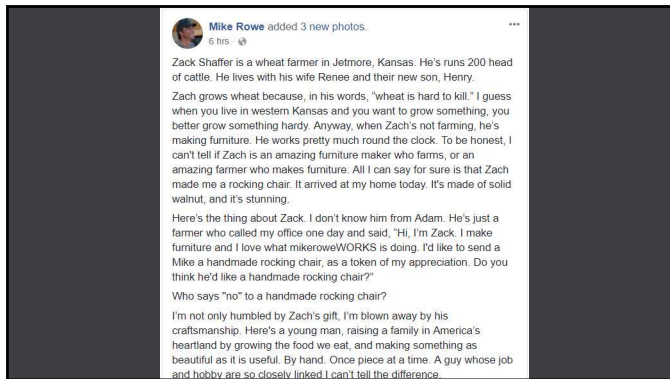 Mike Rowe added 3 new photos.
6 hrs ·
Zack Shaffer is a wheat farmer in Jetmore, Kansas. He's runs 200 head
of cattle. He lives with his wife Renee and their new son, Henry.
Zach grows wheat because, in his words, "wheat is hard to kill." I guess
when you live in western Kansas and you want to grow something, you
better grow something hardy. Anyway, when Zach's not farming, he's
making furniture. He works pretty much round the clock. To be honest, I
can't tell if Zach is an amazing furniture maker who farms, or an
amazing farmer who makes furniture. All I can say for sure is that Zach
made me a rocking chair. It arrived at my home today. It's made of solid
walnut, and it's stunning.
Here's the thing about Zack. I don't know him from Adam. He's just a
farmer who called my office one day and said, "Hi, I'm Zack. I make
furniture and I love what mikeroweWORKS is doing. I'd like to send a
Mike a handmade rocking chair, as a token of my appreciation. Do you
think he'd like a handmade rocking chair?"
Who says "no" to a handmade rocking chair?
I'm not only humbled by Zach's gift, I'm blown away by his
craftsmanship. Here's a young man, raising a family in America's
heartland by growing the food we eat, and making something as
beautiful as it is useful. By hand. Once piece at a time. A guy whose job
and hobby are so closely linked I can't tell the difference.